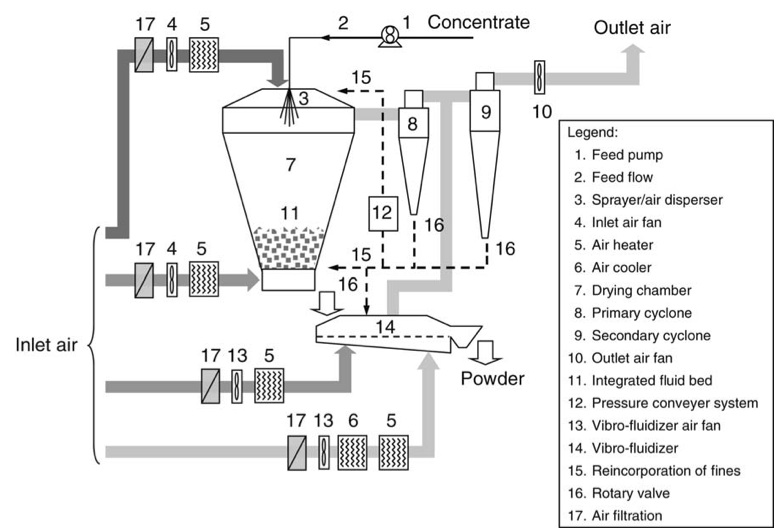 17 4 5
2 1 Concentrate
Outlet air
15
3
8
9
10
7
12
11
16
16
17 4 5
15
16
14
Inlet air
17 13 5
Powder
17 13 6 5
Legend:
1. Feed pump
2. Feed flow
3. Sprayer/air disperser
4. Inlet air fan
5. Air heater
6. Air cooler
7. Drying chamber
8. Primary cyclone
9. Secondary cyclone
10. Outlet air fan
11. Integrated fluid bed
12. Pressure conveyer system
13. Vibro-fluidizer air fan
14. Vibro-fluidizer
15. Reincorporation of fines
16. Rotary valve
17. Air filtration